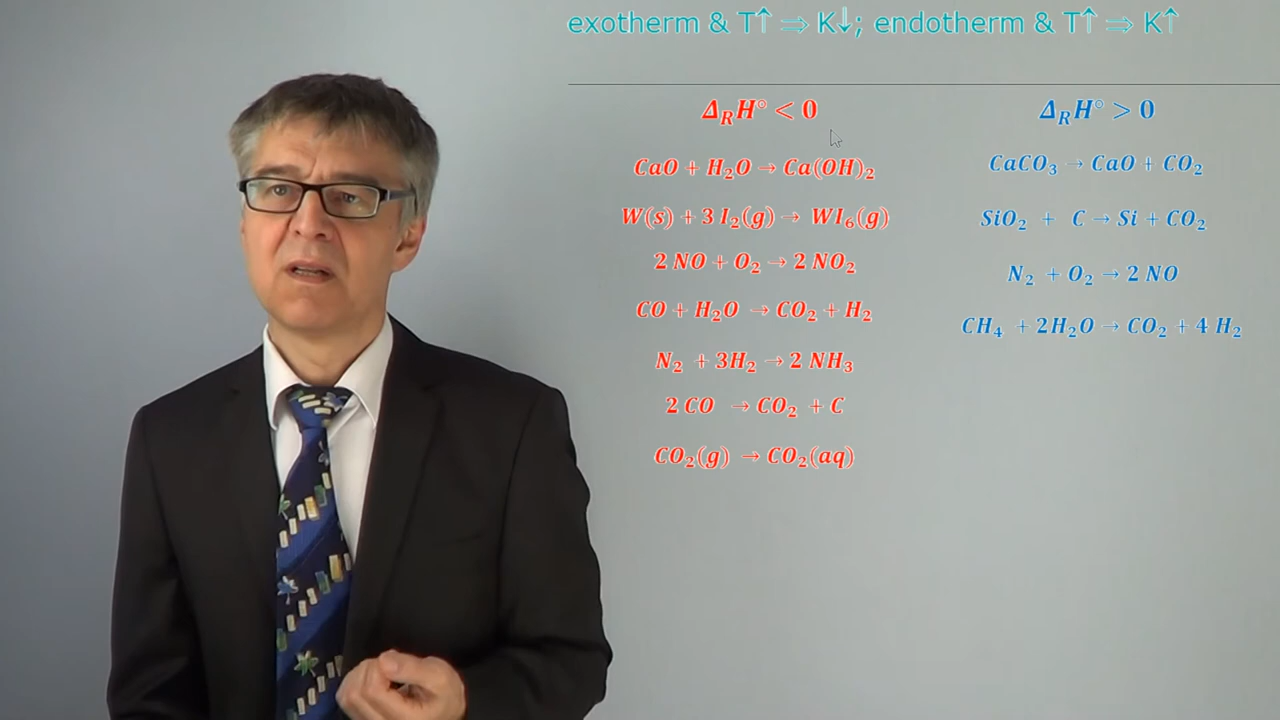 exotherm & T↑ ⇒ K↓; endotherm & T↑ ⇒ K↑
Δ_R H° < 0
CaO + H₂O → Ca(OH)₂
W(s) + 3 I₂(g) → WI₆(g)
2 NO + O₂ → 2 NO₂
CO + H₂O → CO₂ + H₂
N₂ + 3H₂ → 2 NH₃
2 CO → CO₂ + C
CO₂(g) → CO₂(aq)
Δ_R H° > 0
CaCO₃ → CaO + CO₂
SiO₂ + C → Si + CO₂
N₂ + O₂ → 2 NO
CH₄ + 2H₂O → CO₂ + 4 H₂